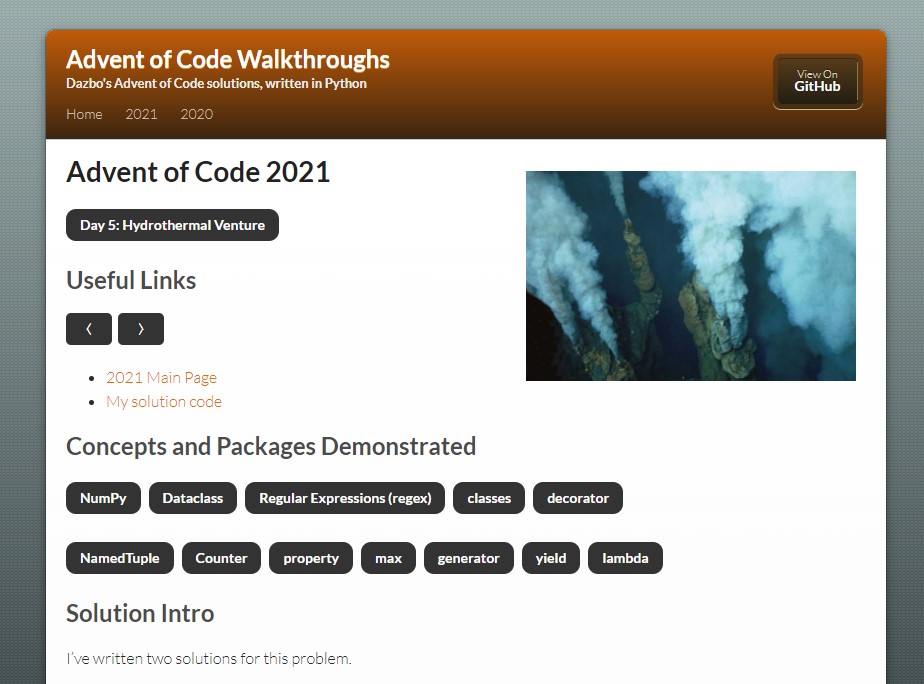 Advent of Code Walkthroughs
Dazbo's Advent of Code solutions, written in Python
Home 2021 2020
View On
GitHub
Advent of Code 2021
Day 5: Hydrothermal Venture
Useful Links
‹ ›
2021 Main Page
My solution code
Concepts and Packages Demonstrated
NumPy Dataclass Regular Expressions (regex) classes decorator
NamedTuple Counter property max generator yield lambda
Solution Intro
I’ve written two solutions for this problem.